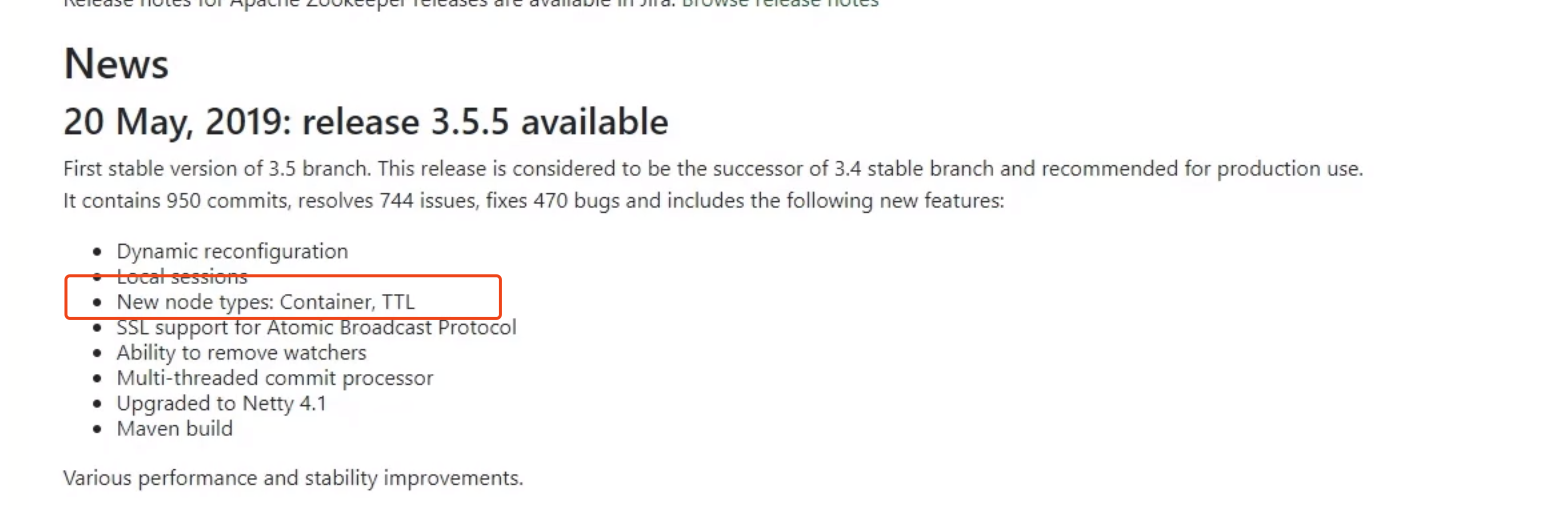 Release notes for Apache Zookeeper releases are available in Jira. Browse release notes
News
20 May, 2019: release 3.5.5 available
First stable version of 3.5 branch. This release is considered to be the successor of 3.4 stable branch and recommended for production use.
It contains 950 commits, resolves 744 issues, fixes 470 bugs and includes the following new features:
• Dynamic reconfiguration
• Local sessions
• New node types: Container, TTL
• SSL support for Atomic Broadcast Protocol
• Ability to remove watchers
• Multi-threaded commit processor
• Upgraded to Netty 4.1
• Maven build
Various performance and stability improvements.